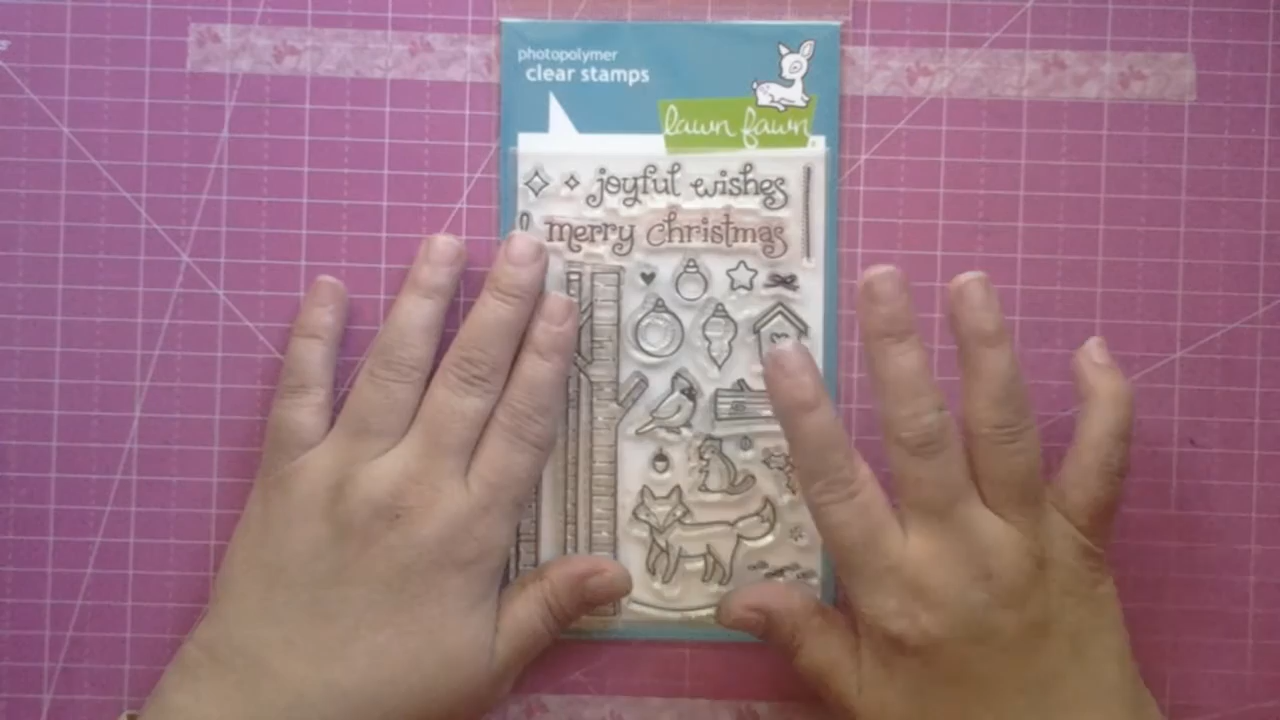 photopolymer
clear stamps
lawn fawn
joyful wishes
merry christmas